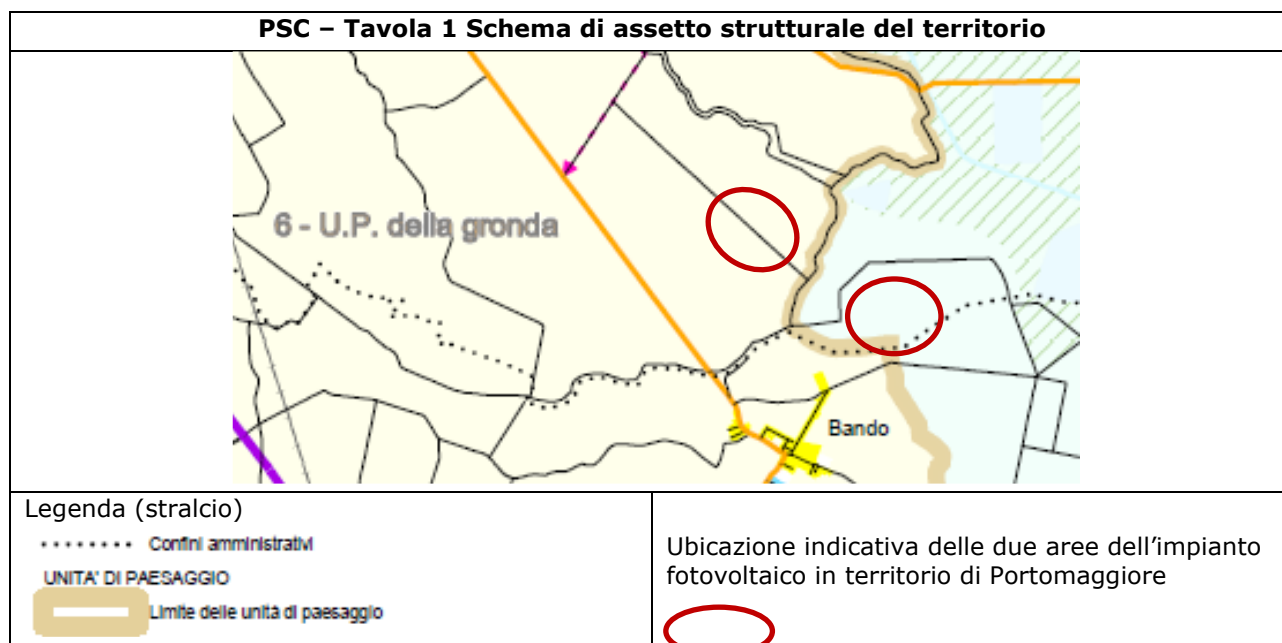 PSC – Tavola 1 Schema di assetto strutturale del territorio
6 - U.P. della gronda
Bando
Legenda (stralcio)
Confini amministrativi
UNITA' DI PAESAGGIO
Limite delle unità di paesaggio
Ubicazione indicativa delle due aree dell'impianto
fotovoltaico in territorio di Portomaggiore